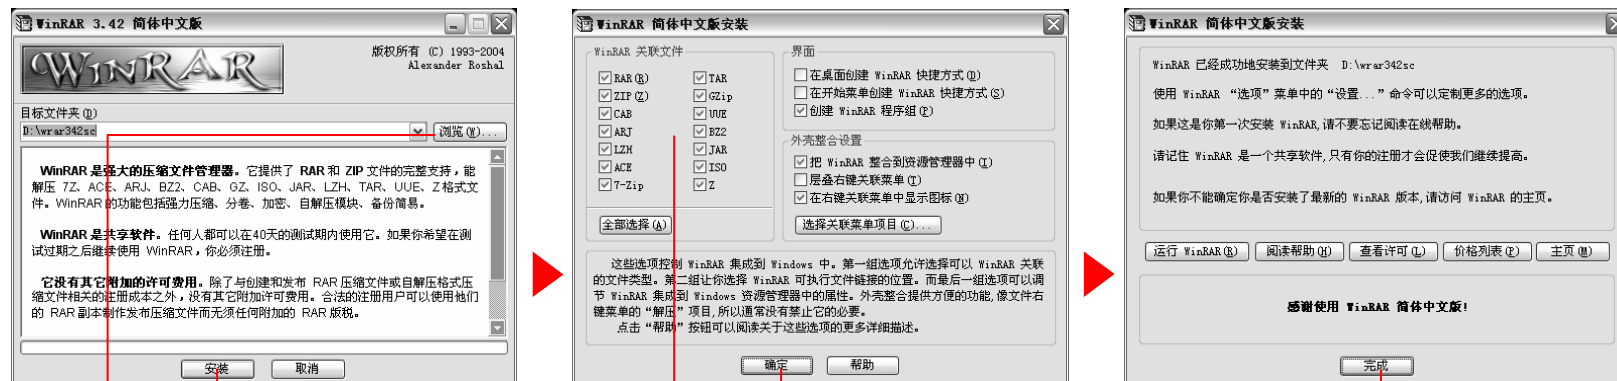 WinRAR 3.42 简体中文版
WINRAR
版权所有 (C) 1993-2004
Alexander Roshal
目标文件夹(D)
D:\wrar342sc
浏览(W)...
WinRAR 是强大的压缩文件管理器。它提供了 RAR 和 ZIP 文件的完整支持，能
解压 7Z、ACE、ARJ、BZ2、CAB、GZ、ISO、JAR、LZH、TAR、UUE、Z 格式文
件。WinRAR 的功能包括强力压缩、分卷、加密、自解压模块、备份简易。
WinRAR 是共享软件。任何人都可以在40天的测试期内使用它。如果你希望在测
试过期之后继续使用 WinRAR，你必须注册。
它没有其它附加的许可费用。除了与创建和发布 RAR 压缩文件或自解压格式压
缩文件相关的注册成本之外，没有其它附加许可费用。合法的注册用户可以使用他们
的 RAR 副本制作发布压缩文件而无须任何附加的 RAR 版税。
安装
取消
WinRAR 简体中文版安装
WinRAR 关联文件
RAR(R)
TAR
ZIP(Z)
GZip
CAB
UUE
ARJ
BZ2
LZH
JAR
ACE
ISO
7-Zip
Z
全部选择(A)
界面
在桌面创建 WinRAR 快捷方式(D)
在开始菜单创建 WinRAR 快捷方式(S)
创建 WinRAR 程序组(P)
外壳整合设置
把 WinRAR 整合到资源管理器中(I)
层叠右键关联菜单(T)
在右键关联菜单中显示图标(N)
选择关联菜单项目(C)...
这些选项控制 WinRAR 集成到 Windows 中。第一组选项允许选择可以 WinRAR 关联
的文件类型。第二组让你选择 WinRAR 可执行文件链接的位置。而最后一组选项可以调
节 WinRAR 集成到 Windows 资源管理器中的属性。外壳整合提供方便的功能,像文件右
键菜单的“解压”项目,所以通常没有禁止它的必要。
点击“帮助”按钮可以阅读关于这些选项的更多详细描述。
确定
帮助
WinRAR 简体中文版安装
WinRAR 已经成功地安装到文件夹 D:\wrar342sc
使用 WinRAR “选项”菜单中的“设置...”命令可以定制更多的选项。
如果这是你第一次安装 WinRAR,请不要忘记阅读在线帮助。
请记住 WinRAR 是一个共享软件,只有你的注册才会促使我们继续提高。
如果你不能确定你是否安装了最新的 WinRAR 版本,请访问 WinRAR 的主页。
运行 WinRAR(R)
阅读帮助(H)
查看许可(L)
价格列表(P)
主页(M)
感谢使用 WinRAR 简体中文版!
完成